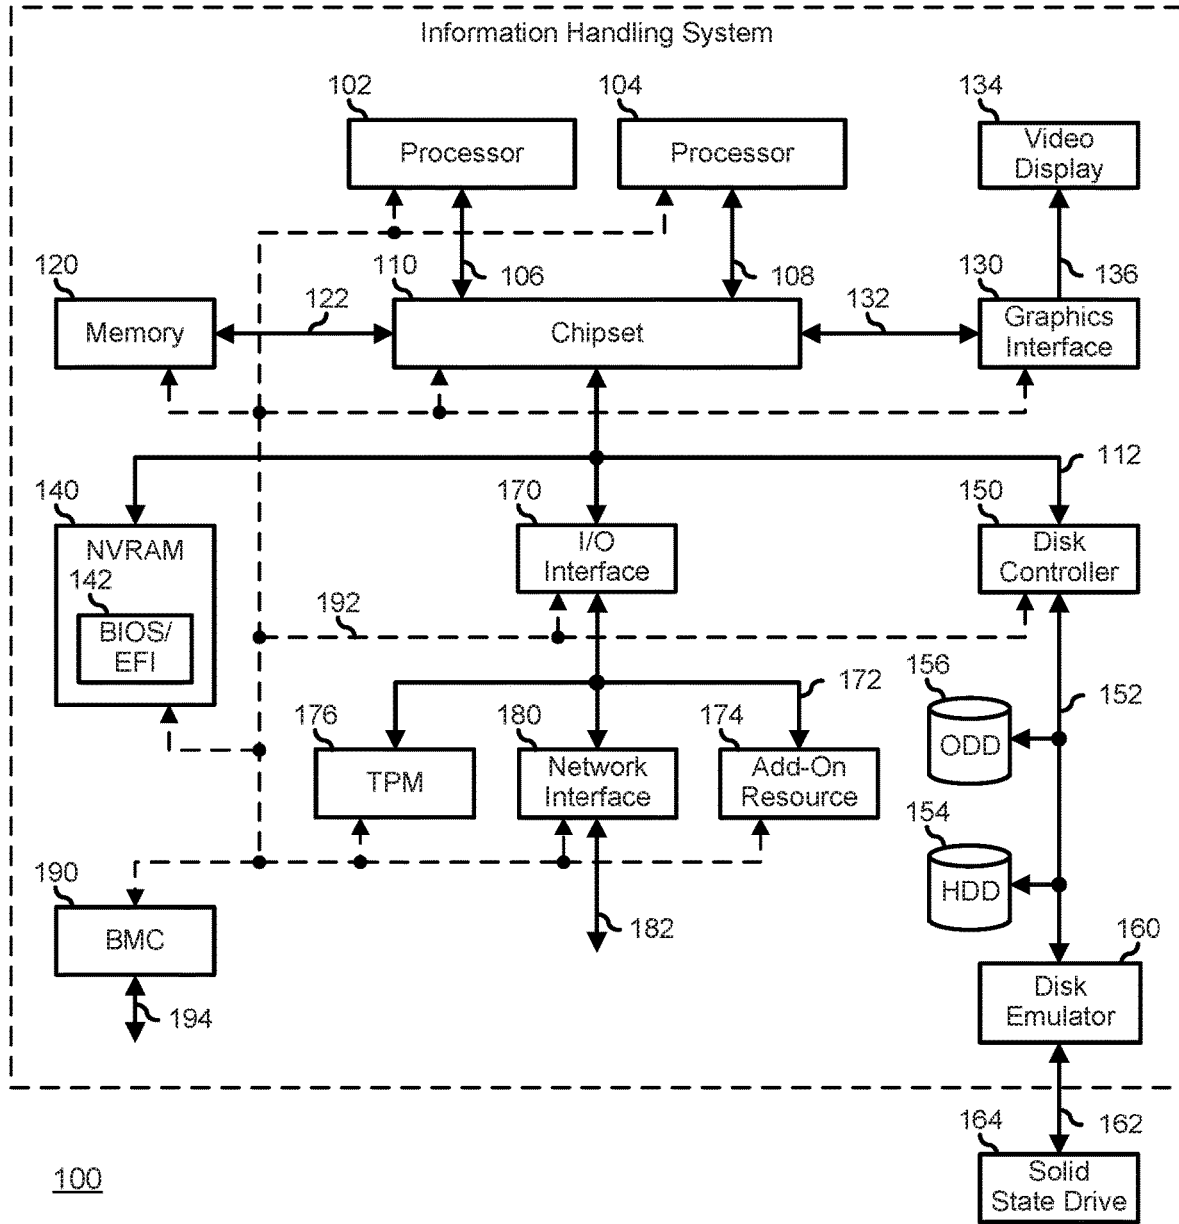 Information Handling System
102
104
134
Processor
Processor
Video
Display
120
110
106
108
130
136
122
132
Memory
Chipset
Graphics
Interface
112
140
170
150
NVRAM
I/O
Interface
Disk
Controller
142
BIOS/
EFI
192
156
172
152
176
180
174
ODD
TPM
Network
Interface
Add-On
Resource
154
HDD
190
182
BMC
160
194
Disk
Emulator
164
162
100
Solid
State Drive